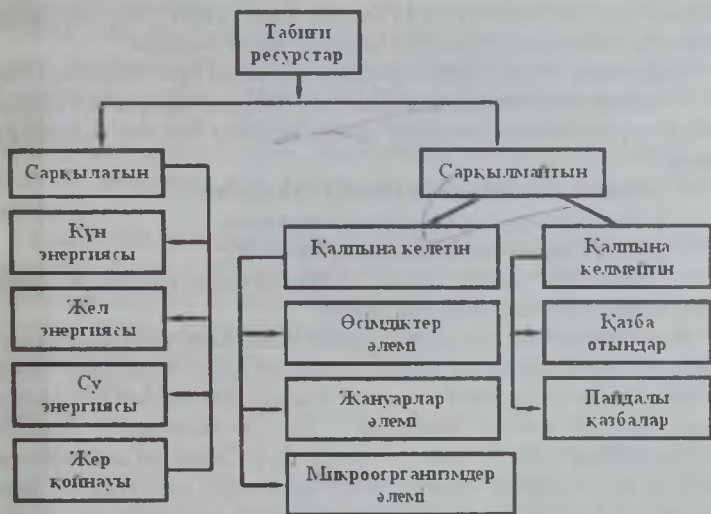 Табиғи
ресурстар
Сарқылатын
Күн
энергиясы
Жел
энергиясы
Су
энергиясы
Жер
қойнауы
Сарқылмайтын
Қалпына келетін
Өсімдіктер
әлемі
Жануарлар
әлемі
Микроорганізмдер
әлемі
Қалпына
келмейтін
Қазба
отындар
Пайдалы
қазбалар